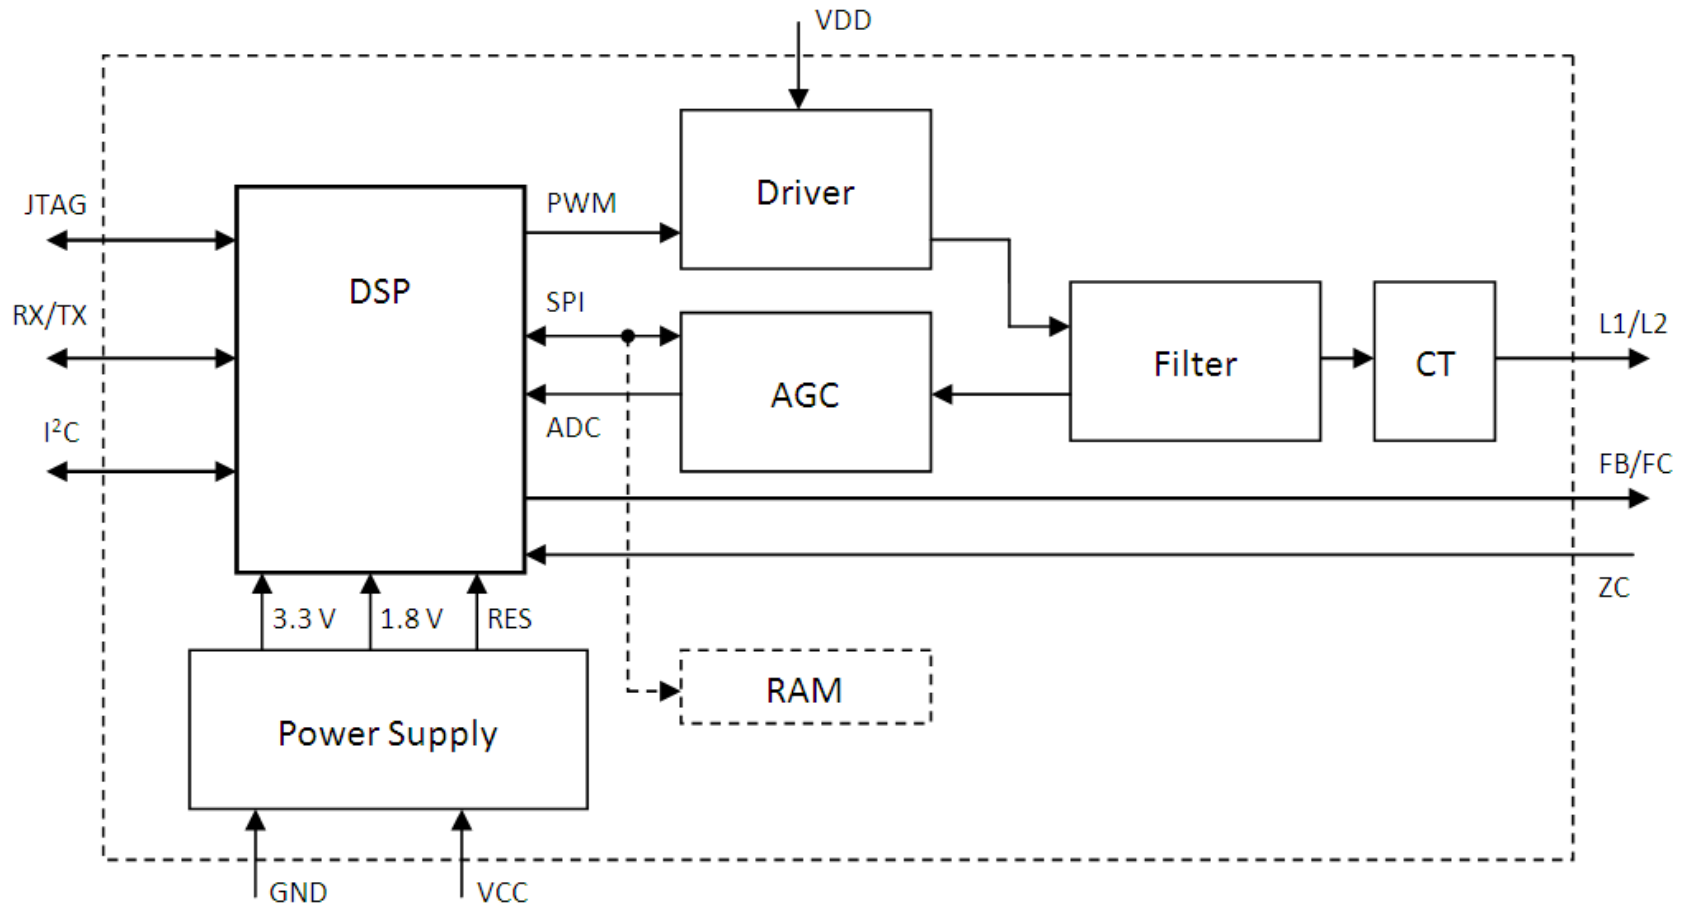 VDD
Driver
JTAG
PWM
DSP
SPI
RX/TX
L1/L2
Filter
CT
AGC
I²C
ADC
FB/FC
ZC
3.3 V
1.8 V
RES
RAM
Power Supply
GND
VCC